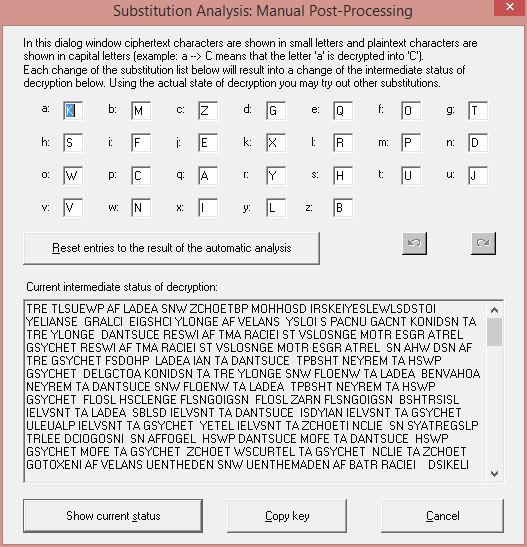 Substitution Analysis: Manual Post-Processing
In this dialog window ciphertext characters are shown in small letters and plaintext characters are
shown in capital letters (example: a --> C means that the letter 'a' is decrypted into 'C').
Each change of the substitution list below will result into a change of the intermediate status of
decryption below. Using the actual state of decryption you may try out other substitutions.
a: K b: M c: Z d: G e: Q f: O g: T
h: S i: F j: E k: X l: R m: P n: D
o: W p: C q: A r: Y s: H t: U u: J
v: V w: N x: I y: L z: B
Reset entries to the result of the automatic analysis
Current intermediate status of decryption:
TRE TLSUEWP AF LADEA SNW ZCHOETBP MOHHOSD IRSKEIYESLEWLSDSTOI
YELIANSE GRALCI EIGSHCI YLONGE AF VELANS YSLOI S PACNU GACNT KONIDSN TA
TRE YLONGE DANTSUCE RESWI AF TMA RACIEI ST VSLOSNGE MOTR ESGR ATREL
GSYCHET RESWI AF TMA RACIEI ST VSLOSNGE MOTR ESGR ATREL SN AHW DSN AF
TRE GSYCHET FSDOHP LADEA IAN TA DANTSUCE TPBSHT NEYREM TA HSWP
GSYCHET DELGCTOA KONIDSN TA TRE YLONGE SNW FLOENW TA LADEA BENVAHOA
NEYREM TA DANTSUCE SNW FLOENW TA LADEA TPBSHT NEYREM TA HSWP
GSYCHET FLOSL HSCLENGE FLSNGOIGSN FLOSL ZARN FLSNGOIGSN BSHTRSISL
IELVSNT TA LADEA SBLSD IELVSNT TA DANTSUCE ISDYIAN IELVSNT TA GSYCHET
ULEUALP IELVSNT TA GSYCHET YETEL IELVSNT TA ZCHOETI NCLIE SN SYATREGSLP
TRLEE DCIOGOSNI SN AFFOGEL HSWP DANTSUCE MOFE TA DANTSUCE HSWP
GSYCHET MOFE TA GSYCHET ZCHOET WSCURTEL TA GSYCHET NCLIE TA ZCHOET
GOTOXENI AF VELANS UENTHEDEN SNW UENTHEMADEN AF BATR RACIEI DSIKELI
Show current status
Copy key
Cancel